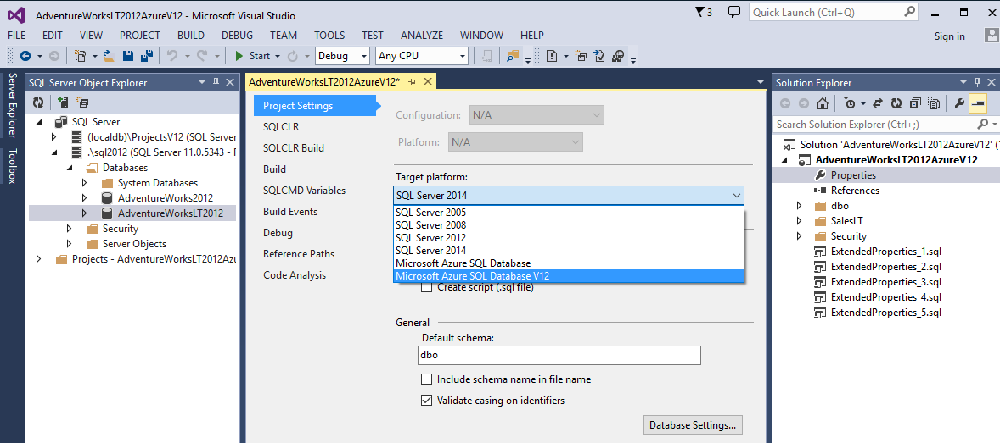 AdventureWorksLT2012AzureV12 - Microsoft Visual Studio
3
Quick Launch (Ctrl+Q)
FILE EDIT VIEW PROJECT BUILD DEBUG TEAM TOOLS TEST ANALYZE WINDOW HELP
Sign in
Start Debug Any CPU
Server Explorer
Toolbox
SQL Server Object Explorer
SQL Server
(localdb)\ProjectsV12 (SQL Server
.\sql2012 (SQL Server 11.0.5343 -
Databases
System Databases
AdventureWorks2012
AdventureWorksLT2012
Security
Server Objects
Projects - AdventureWorksLT2012Azu
AdventureWorksLT2012AzureV12*
Project Settings
SQLCLR
SQLCLR Build
Build
SQLCMD Variables
Build Events
Debug
Reference Paths
Code Analysis
Configuration: N/A
Platform: N/A
Target platform:
SQL Server 2014
SQL Server 2005
SQL Server 2008
SQL Server 2012
SQL Server 2014
Microsoft Azure SQL Database
Microsoft Azure SQL Database V12
Create script (.sql file)
General
Default schema:
dbo
Include schema name in file name
Validate casing on identifiers
Database Settings...
Solution Explorer
Search Solution Explorer (Ctrl+;)
Solution 'AdventureWorksLT2012AzureV12' (
AdventureWorksLT2012AzureV12
Properties
References
dbo
SalesLT
Security
ExtendedProperties_1.sql
ExtendedProperties_2.sql
ExtendedProperties_3.sql
ExtendedProperties_4.sql
ExtendedProperties_5.sql